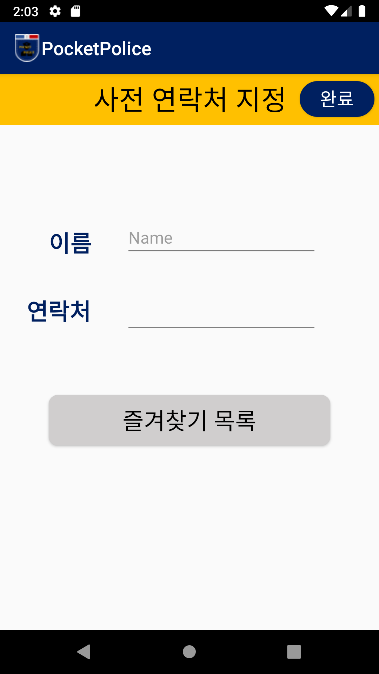 2:03
PocketPolice
사전 연락처 지정
완료
이름
Name
연락처
즐겨찾기 목록